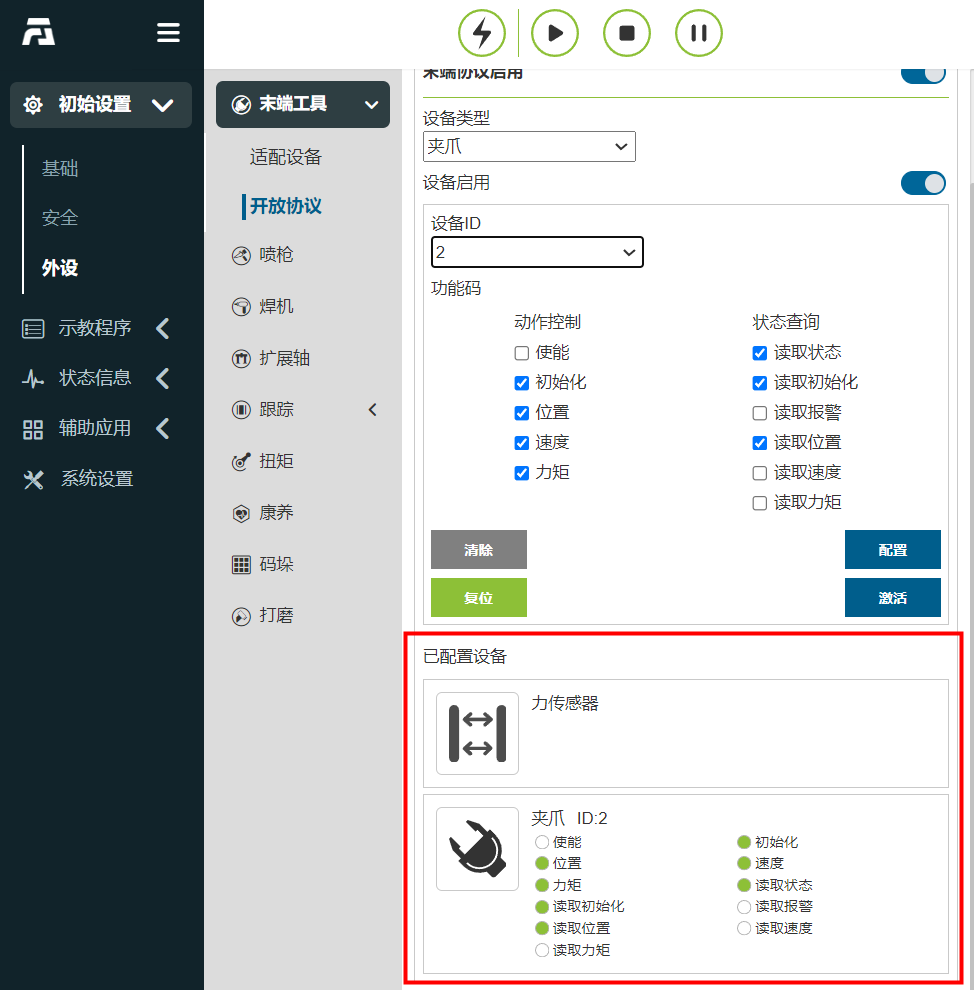 初始设置
基础
安全
外设
示教程序
状态信息
辅助应用
系统设置
末端工具
适配设备
开放协议
喷枪
焊机
扩展轴
跟踪
扭矩
康养
码垛
打磨
末端协议启用
设备类型
夹爪
设备启用
设备ID
2
功能码
动作控制
使能
初始化
位置
速度
力矩
状态查询
读取状态
读取初始化
读取报警
读取位置
读取速度
读取力矩
清除
配置
复位
激活
已配置设备
力传感器
夹爪 ID:2
使能 初始化
位置 速度
力矩 读取状态
读取初始化 读取报警
读取位置 读取速度
读取力矩